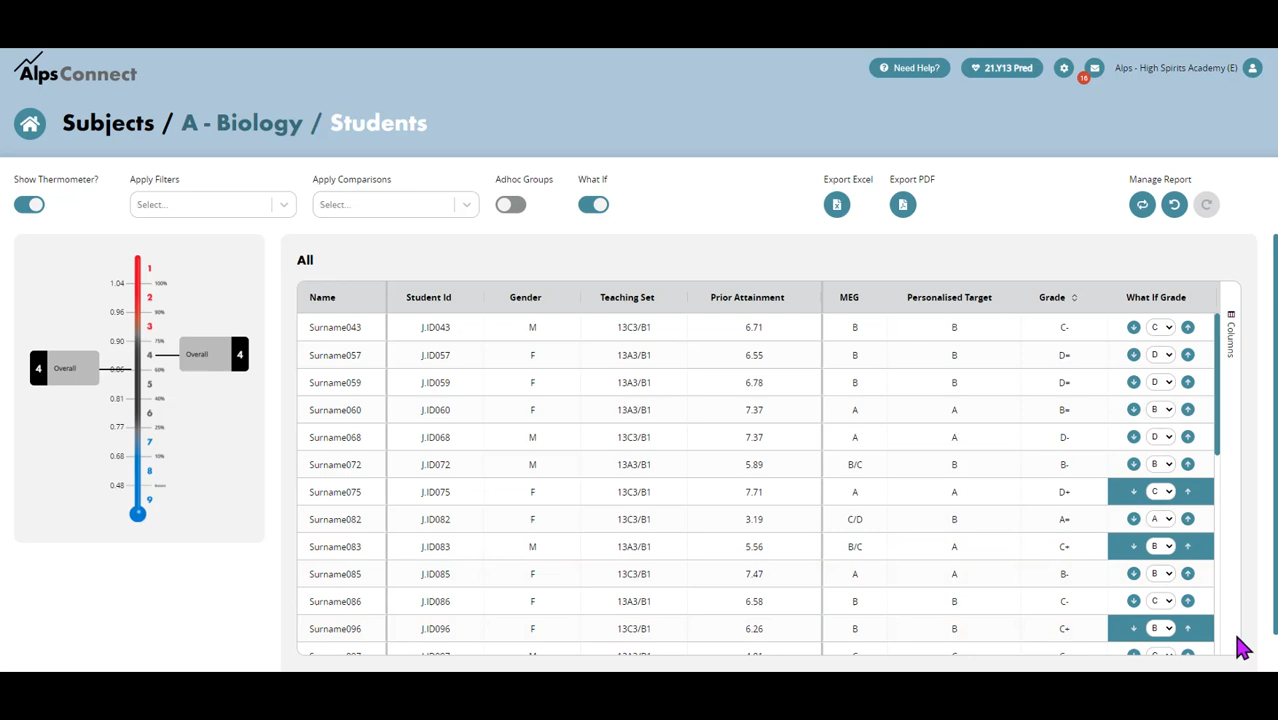 AlpsConnect
Need Help?
21.Y13 Pred
16
Alps - High Spirits Academy (E)
Subjects / A - Biology / Students
Show Thermometer?
Apply Filters
Select...
Apply Comparisons
Select...
Adhoc Groups
What If
Export Excel
Export PDF
Manage Report
1
1.04 100%
2
0.96 90%
3
0.90 75%
4
0.86 60%
5
0.81 40%
6
0.77 25%
7
0.68 10%
8
0.48
9
4 Overall
Overall 4
All
Name Student Id Gender Teaching Set Prior Attainment MEG Personalised Target Grade What If Grade
Surname043 J.ID043 M 13C3/B1 6.71 B B C- C
Surname057 J.ID057 F 13A3/B1 6.55 B B D= D
Surname059 J.ID059 F 13A3/B1 6.78 B B D= D
Surname060 J.ID060 F 13A3/B1 7.37 A A B= B
Surname068 J.ID068 M 13C3/B1 7.37 A A D- D
Surname072 J.ID072 M 13C3/B1 5.89 B/C B B- B
Surname075 J.ID075 F 13C3/B1 7.71 A A D+ C
Surname082 J.ID082 F 13A3/B1 3.19 C/D B A= A
Surname083 J.ID083 M 13A3/B1 5.56 B/C A C+ B
Surname085 J.ID085 F 13C3/B1 7.47 A A B- B
Surname086 J.ID086 F 13A3/B1 6.58 B B C- C
Surname096 J.ID096 F 13C3/B1 6.26 B B C+ B
Columns